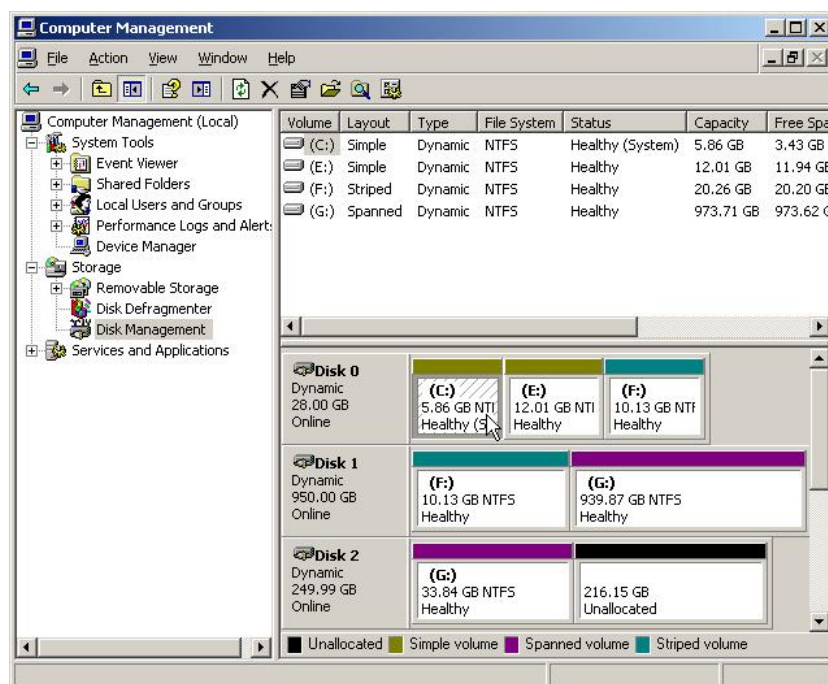 Computer Management
File Action View Window Help
Computer Management (Local)
System Tools
Event Viewer
Shared Folders
Local Users and Groups
Performance Logs and Alert
Device Manager
Storage
Removable Storage
Disk Defragmenter
Disk Management
Services and Applications
Volume Layout Type File System Status Capacity Free Spa
(C:) Simple Dynamic NTFS Healthy (System) 5.86 GB 3.43 GB
(E:) Simple Dynamic NTFS Healthy 12.01 GB 11.94 GB
(F:) Striped Dynamic NTFS Healthy 20.26 GB 20.20 GB
(G:) Spanned Dynamic NTFS Healthy 973.71 GB 973.62 G
Disk 0
Dynamic
28.00 GB
Online
(C:)
5.86 GB NTI
Healthy (S
(E:)
12.01 GB NTI
Healthy
(F:)
10.13 GB NTF
Healthy
Disk 1
Dynamic
950.00 GB
Online
(F:)
10.13 GB NTFS
Healthy
(G:)
939.87 GB NTFS
Healthy
Disk 2
Dynamic
249.99 GB
Online
(G:)
33.84 GB NTFS
Healthy
216.15 GB
Unallocated
Unallocated Simple volume Spanned volume Striped volume